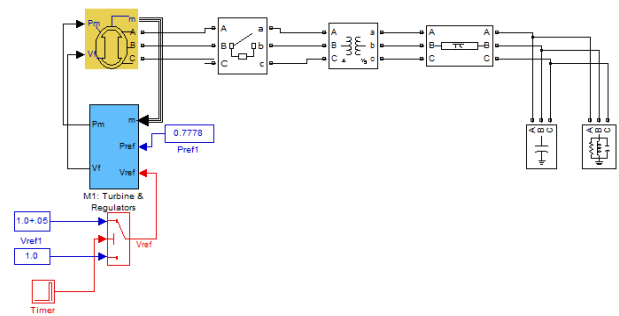 Pm
m
A
B
C
Vf
A
B
C
a
b
c
A
B
C
a
b
c
A
B
C
A
B
C
A B C
A B C
Pm
m
Pref
Vf
Vref
0.7778
Pref1
M1: Turbine &
Regulators
1.0+.05
Vref1
1.0
Vref
Timer